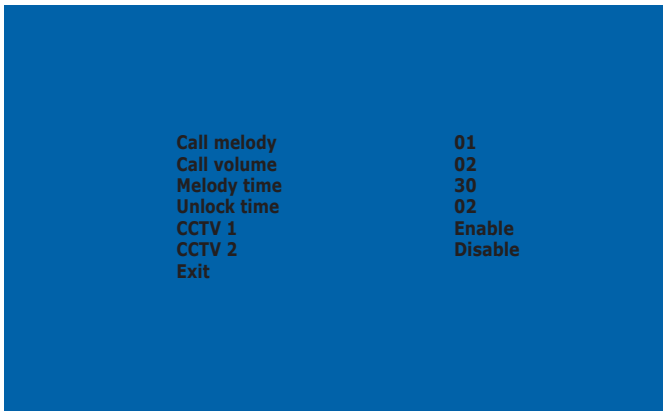 Call melody 01
Call volume 02
Melody time 30
Unlock time 02
CCTV 1 Enable
CCTV 2 Disable
Exit